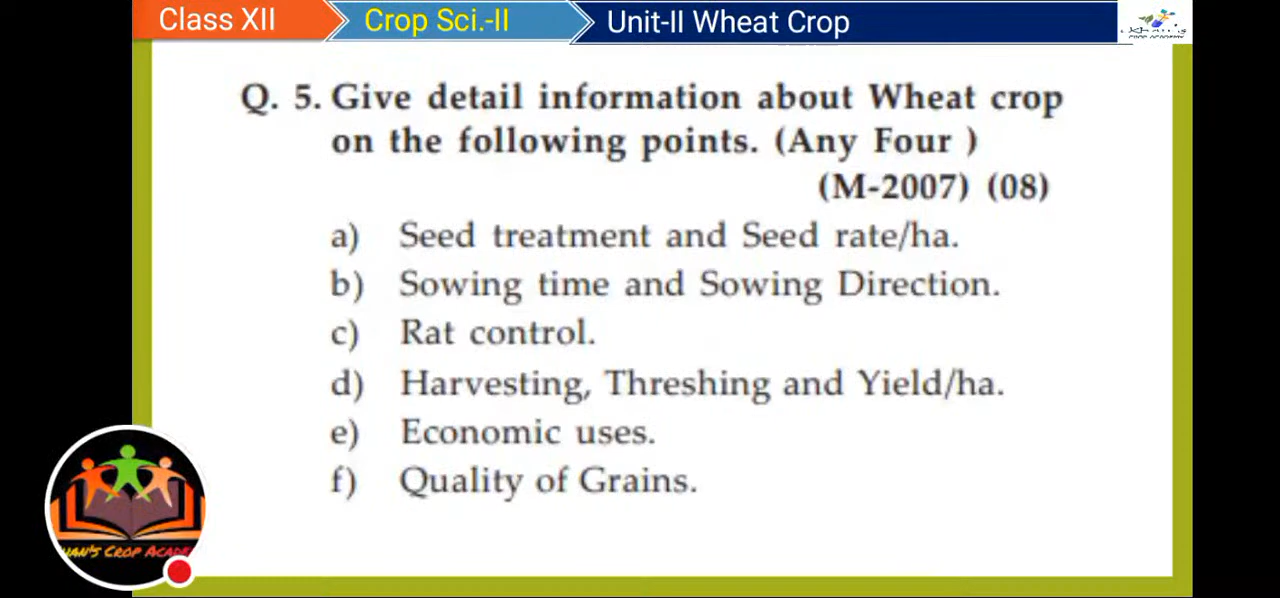 Class XII Crop Sci.-II Unit-II Wheat Crop
Q. 5. Give detail information about Wheat crop
on the following points. (Any Four )
(M-2007) (08)
a) Seed treatment and Seed rate/ha.
b) Sowing time and Sowing Direction.
c) Rat control.
d) Harvesting, Threshing and Yield/ha.
e) Economic uses.
f) Quality of Grains.
CROP ACADE